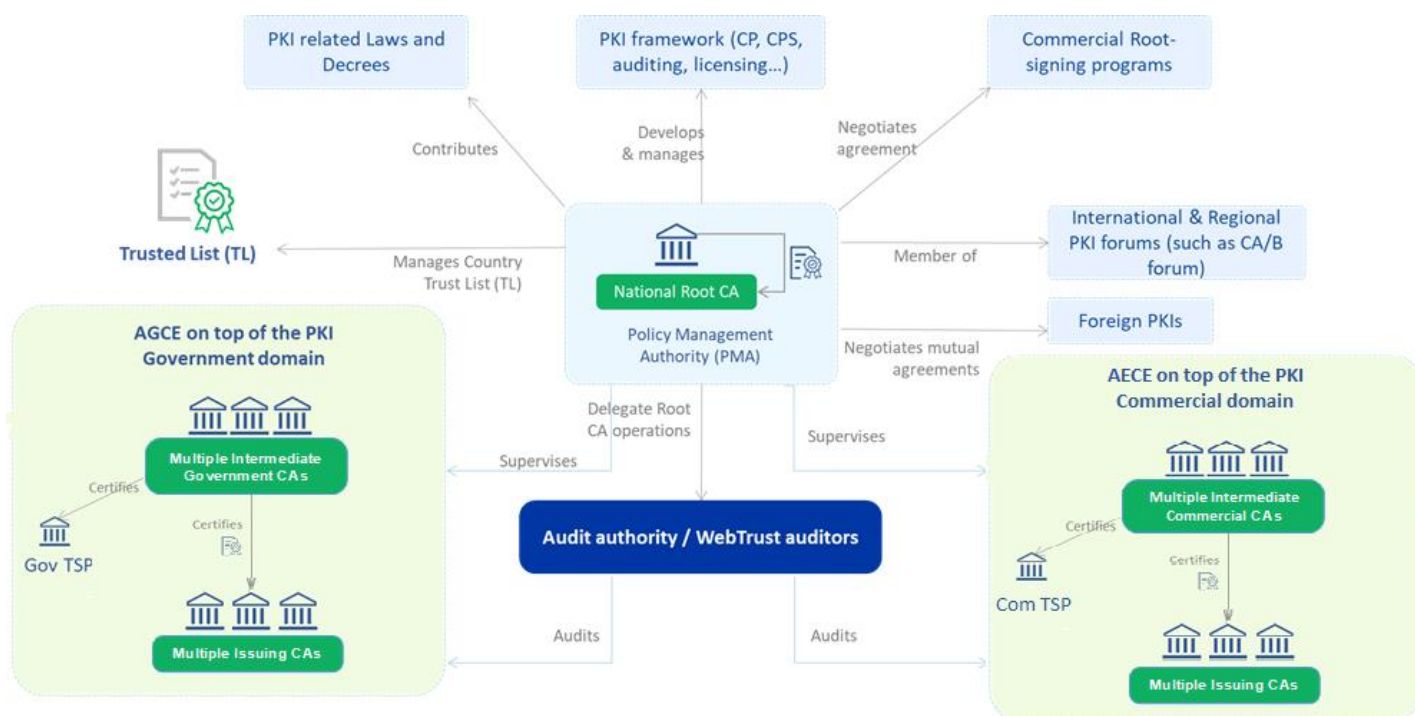 PKI related Laws and
Decrees
PKI framework (CP, CPS,
auditing, licensing…)
Commercial Root-
signing programs
Contributes
Develops
& manages
Negotiates
agreement
Trusted List (TL)
Manages Country
Trust List (TL)
National Root CA
Policy Management
Authority (PMA)
Member of
International & Regional
PKI forums (such as CA/B
forum)
Negotiates mutual
agreements
Foreign PKIs
AGCE on top of the PKI
Government domain
Multiple Intermediate
Government CAs
Certifies
Gov TSP
Certifies
Multiple Issuing CAs
Supervises
Delegate Root
CA operations
Supervises
Audit authority / WebTrust auditors
Audits
Audits
AECE on top of the PKI
Commercial domain
Multiple Intermediate
Commercial CAs
Certifies
Com TSP
Certifies
Multiple Issuing CAs